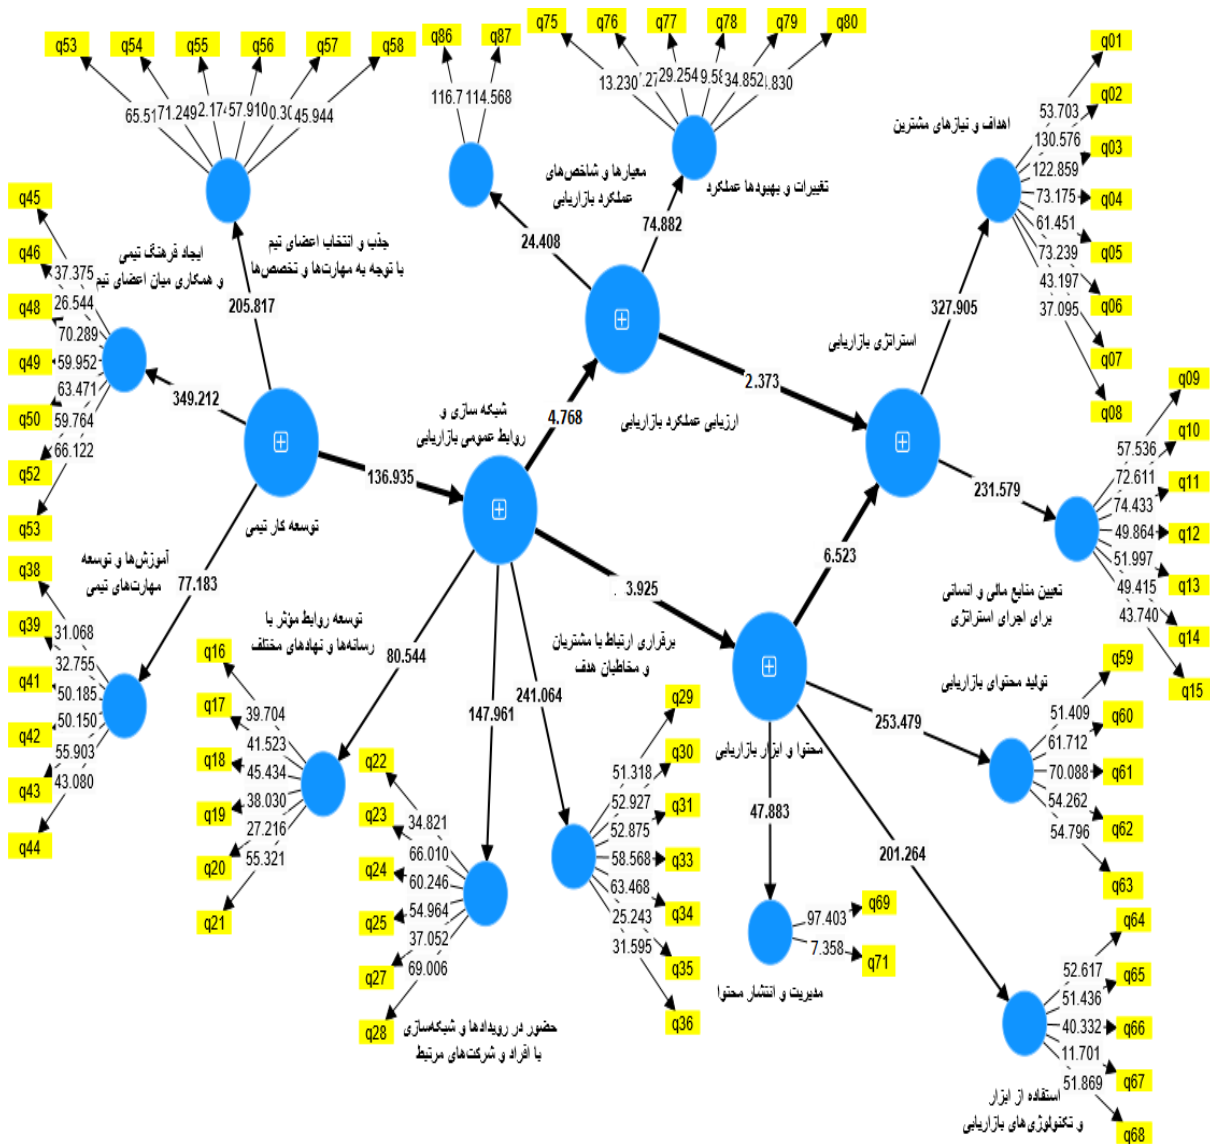 q53
q54
q55
q56
q57
q58
65.51
71.249
57.910
45.944
q86
q87
116.7
114.568
q75
q76
q77
q78
q79
q80
13.230
29.254
34.852
q01
q02
q03
q04
q05
q06
q07
q08
53.703
130.576
122.859
73.175
61.451
73.239
43.197
37.095
اهداف و نیازهای مشترین
معیارها و شاخص‌های
عملکرد بازاریابی
تغییرات و بهبودها عملکرد
24.408
74.882
q45
q46
q48
q49
q50
q52
q53
37.375
26.544
70.289
59.952
63.471
59.764
66.122
ایجاد فرهنگ تیمی
و همکاری میان اعضای تیم
جذب و انتخاب اعضای تیم
با توجه به مهارت‌ها و تخصص‌ها
205.817
349.212
327.905
استراتژی بازاریابی
2.373
شبکه سازی و
روابط عمومی بازاریابی
4.768
ارزیابی عملکرد بازاریابی
136.935
توسعه کار تیمی
231.579
6.523
q09
q10
q11
q12
q13
q14
q15
57.536
72.611
74.433
49.864
51.997
49.415
43.740
تعیین منابع مالی و انسانی
برای اجرای استراتژی
آموزش‌ها و توسعه
مهارت‌های تیمی
77.183
q38
q39
q41
q42
q43
q44
31.068
32.755
50.185
50.150
55.903
43.080
توسعه روابط مؤثر با
رسانه‌ها و نهادهای مختلف
80.544
147.961
241.064
3.925
برقراری ارتباط با مشتریان
و مخاطبان هدف
q16
q17
q18
q19
q20
q21
39.704
41.523
45.434
38.030
27.216
55.321
q22
q23
q24
q25
q27
q28
34.821
66.010
60.246
54.964
37.052
69.006
حضور در رویدادها و شبکه‌سازی
با افراد و شرکت‌های مرتبط
q29
q30
q31
q33
q34
q35
q36
51.318
52.927
52.875
58.568
63.468
25.243
31.595
محتوا و ابزار بازاریابی
47.883
253.479
201.264
تولید محتوای بازاریابی
q59
q60
q61
q62
q63
51.409
61.712
70.088
54.262
54.796
q69
q71
97.403
7.358
مدیریت و انتشار محتوا
q64
q65
q66
q67
q68
52.617
51.436
40.332
11.701
51.869
استفاده از ابزار
و تکنولوژی‌های بازاریابی